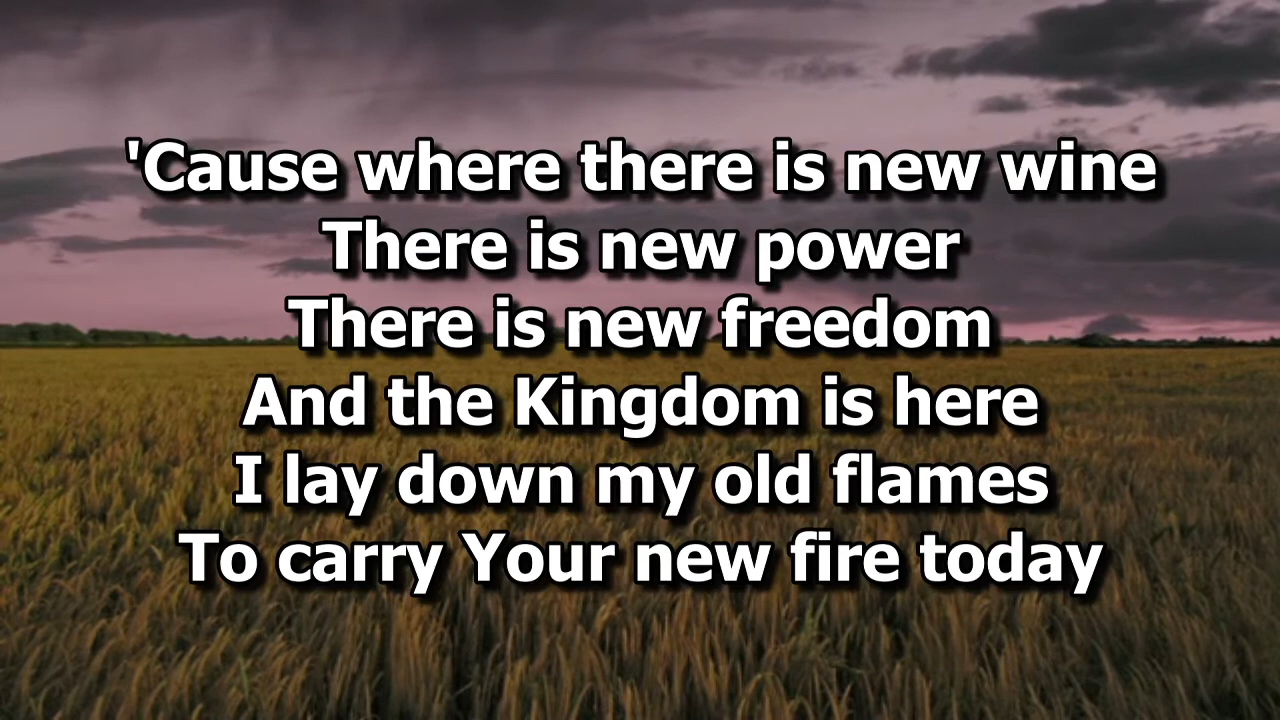 'Cause where there is new wine
There is new power
There is new freedom
And the Kingdom is here
I lay down my old flames
To carry Your new fire today